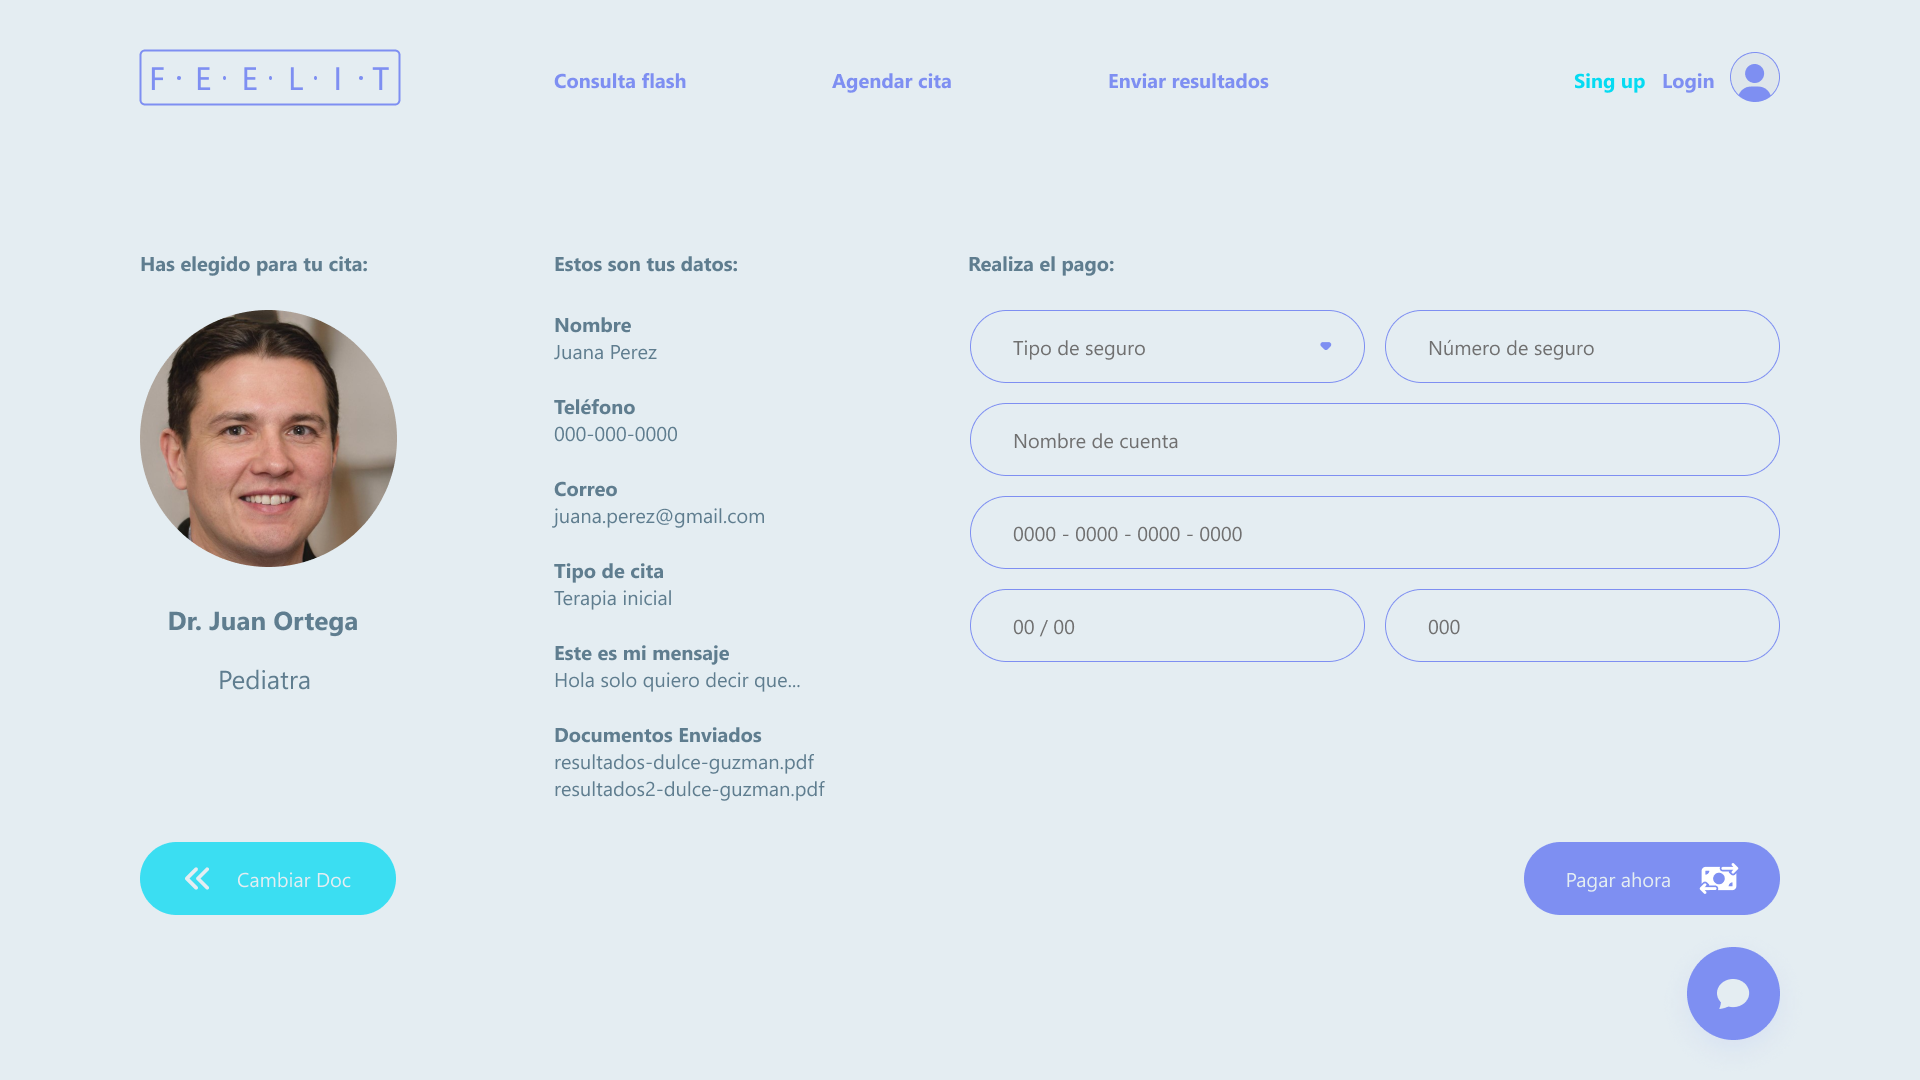 F·E·E·L·I·T
Consulta flash
Agendar cita
Enviar resultados
Sing up
Login
Has elegido para tu cita:
Dr. Juan Ortega
Pediatra
Cambiar Doc
Estos son tus datos:
Nombre
Juana Perez
Teléfono
000-000-0000
Correo
juana.perez@gmail.com
Tipo de cita
Terapia inicial
Este es mi mensaje
Hola solo quiero decir que...
Documentos Enviados
resultados-dulce-guzman.pdf
resultados2-dulce-guzman.pdf
Realiza el pago:
Tipo de seguro
Número de seguro
Nombre de cuenta
0000 - 0000 - 0000 - 0000
00 / 00
000
Pagar ahora